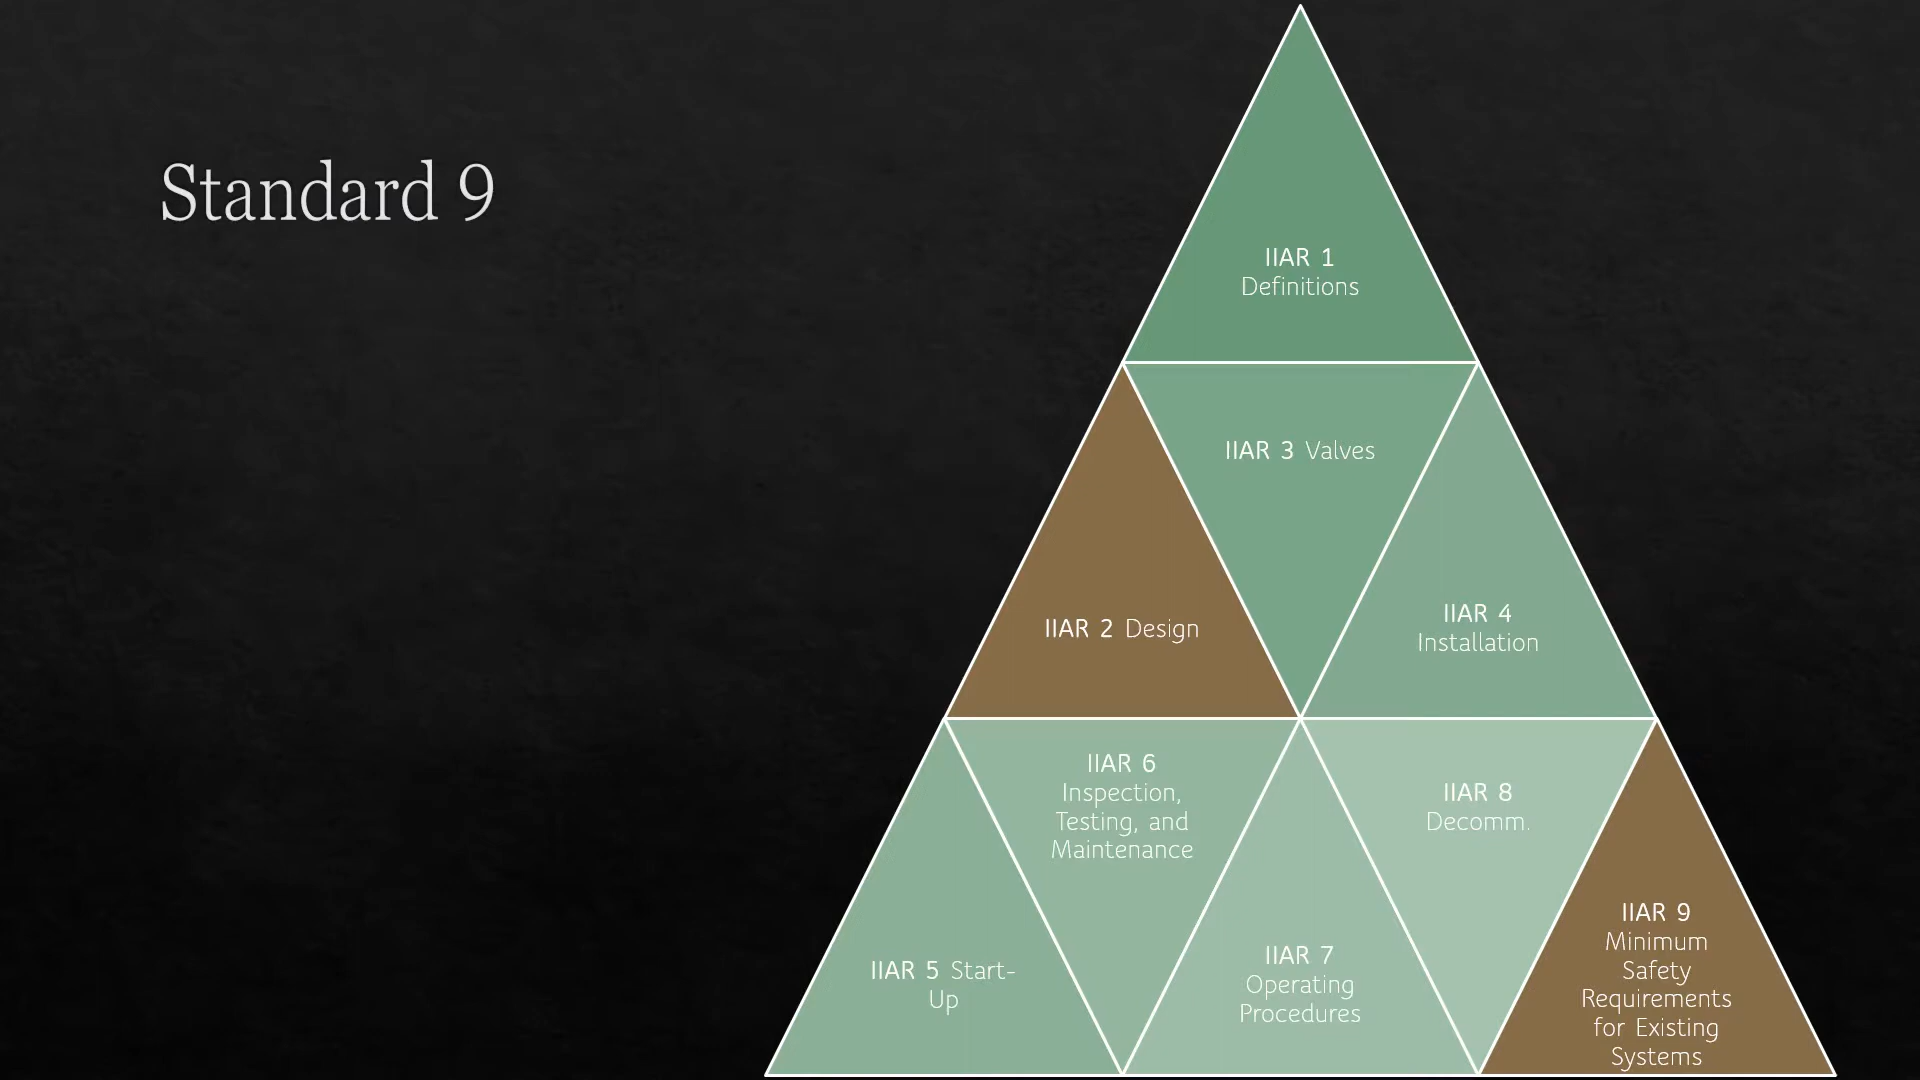 Standard 9
IIAR 1
Definitions
IIAR 3 Valves
IIAR 2 Design
IIAR 4
Installation
IIAR 6
Inspection,
Testing, and
Maintenance
IIAR 8
Decomm.
IIAR 5 Start-
Up
IIAR 7
Operating
Procedures
IIAR 9
Minimum
Safety
Requirements
for Existing
Systems